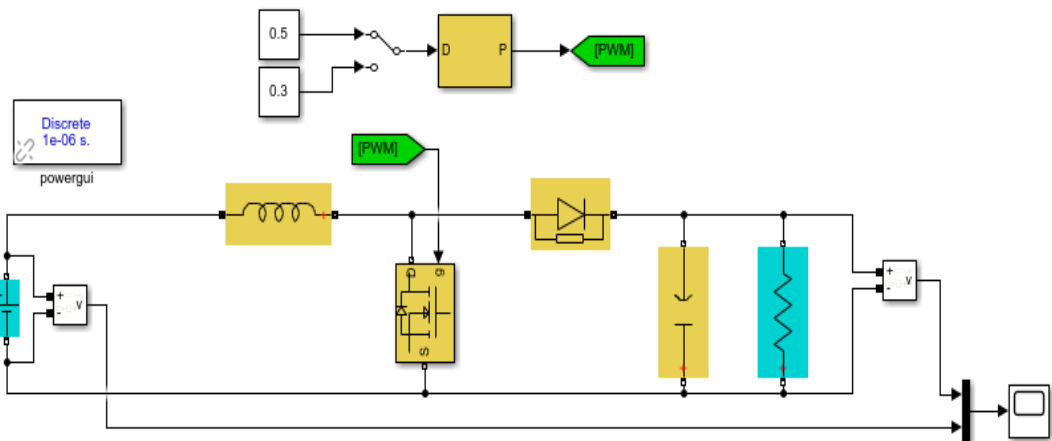 0.5
0.3
D
P
[PWM]
Discrete
1e-06 s.
powergui
[PWM]
g
D
S
+
-
v
+
-
v